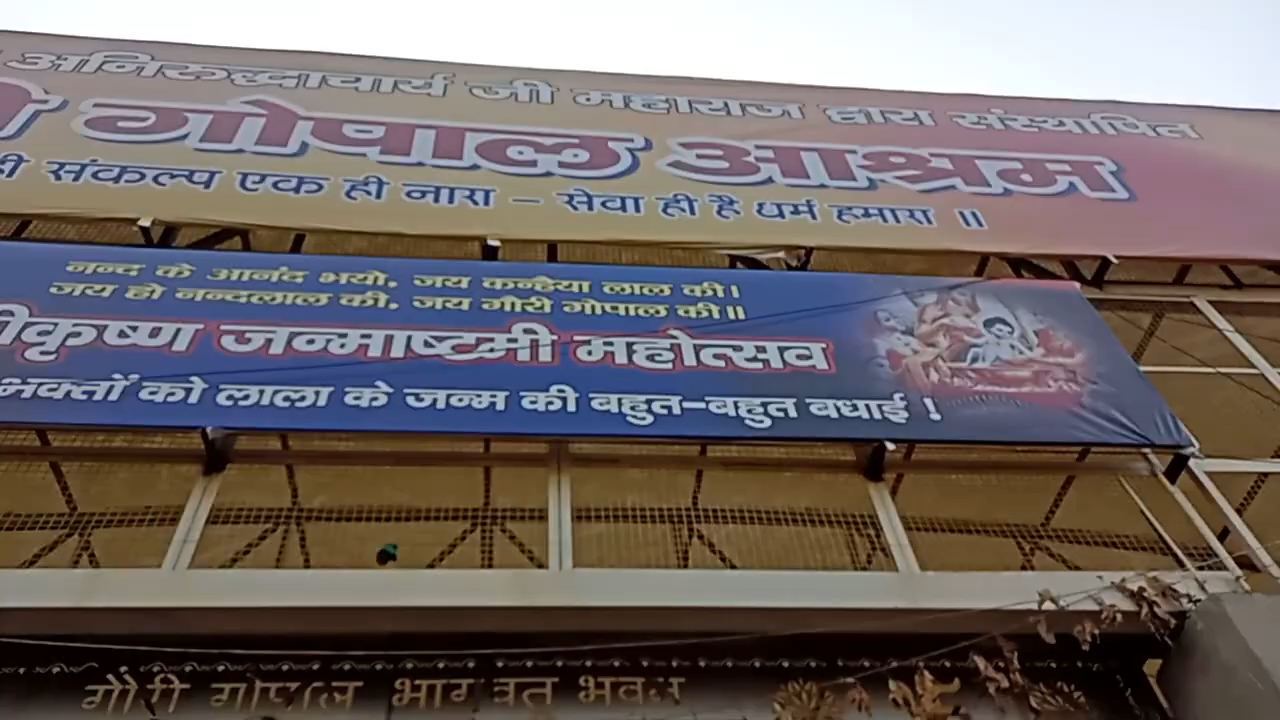 अनिरुद्धाचार्य जी महाराज द्वारा संस्थापित
गोपाल आश्रम
ही संकल्प एक ही नारा – सेवा ही है धर्म हमारा ॥
नन्द के आनंद भयो, जय कन्हैया लाल की।
जय हो नन्दलाल की, जय गौरी गोपाल की॥
श्रीकृष्ण जन्माष्टमी महोत्सव
भक्तों को लाला के जन्म की बहुत-बहुत बधाई !
गौरी गोपाल भागवत भवन